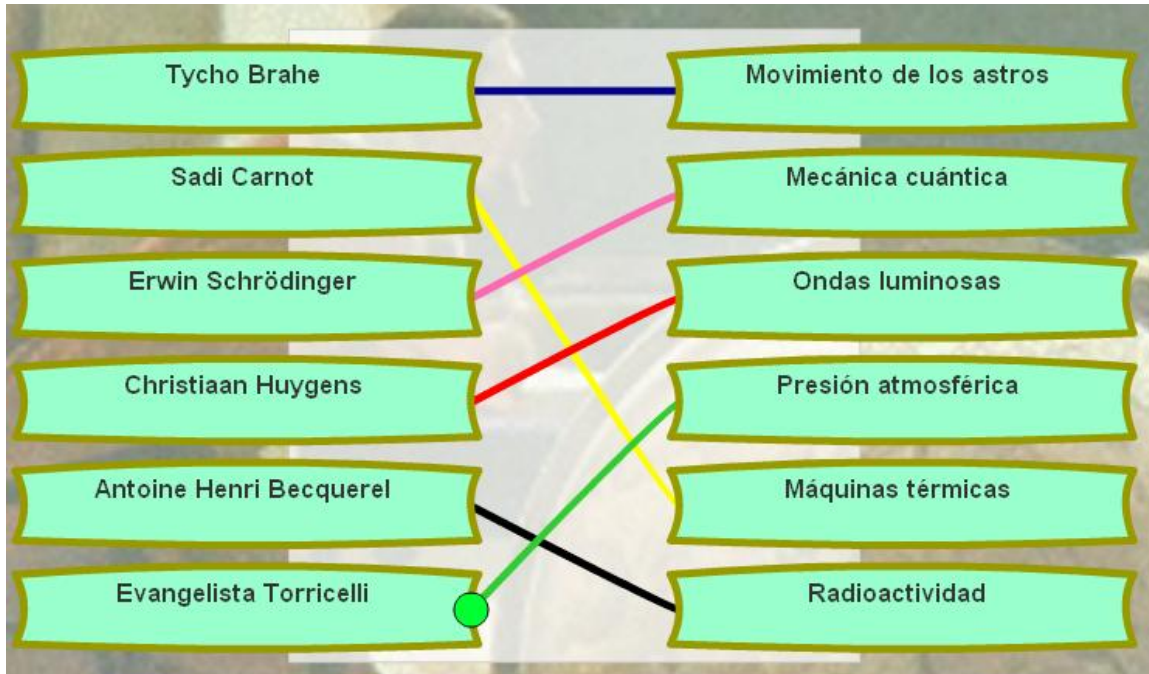 Tycho Brahe
Movimiento de los astros
Sadi Carnot
Mecánica cuántica
Erwin Schrödinger
Ondas luminosas
Christiaan Huygens
Presión atmosférica
Antoine Henri Becquerel
Máquinas térmicas
Evangelista Torricelli
Radioactividad